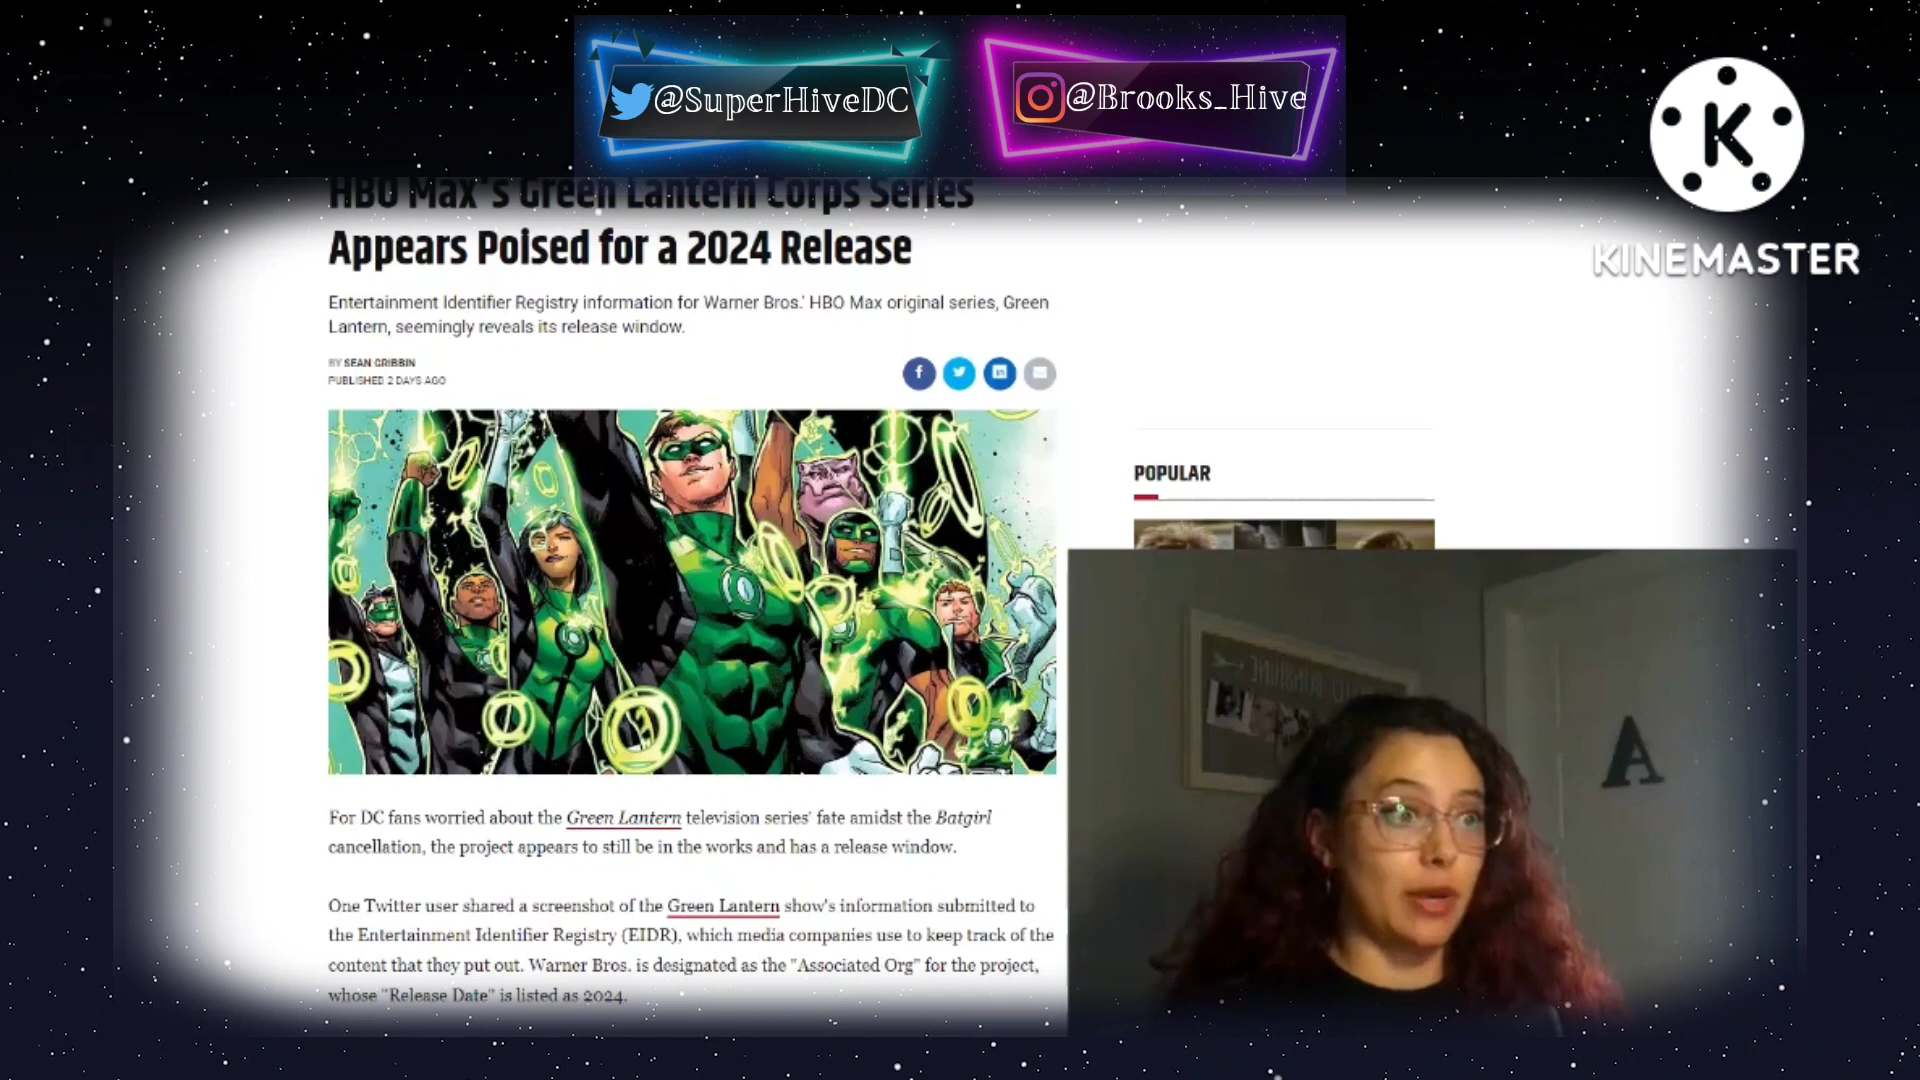 @SuperHiveDC
@Brooks_Hive
K
KINEMASTER
HBO Max's Green Lantern Corps Series
Appears Poised for a 2024 Release
Entertainment Identifier Registry information for Warner Bros.' HBO Max original series, Green
Lantern, seemingly reveals its release window.
BY SEAN GRIBBIN
PUBLISHED 2 DAYS AGO
POPULAR
For DC fans worried about the Green Lantern television series' fate amidst the Batgirl
cancellation, the project appears to still be in the works and has a release window.
One Twitter user shared a screenshot of the Green Lantern show's information submitted to
the Entertainment Identifier Registry (EIDR), which media companies use to keep track of the
content that they put out. Warner Bros. is designated as the "Associated Org" for the project,
whose "Release Date" is listed as 2024.
A